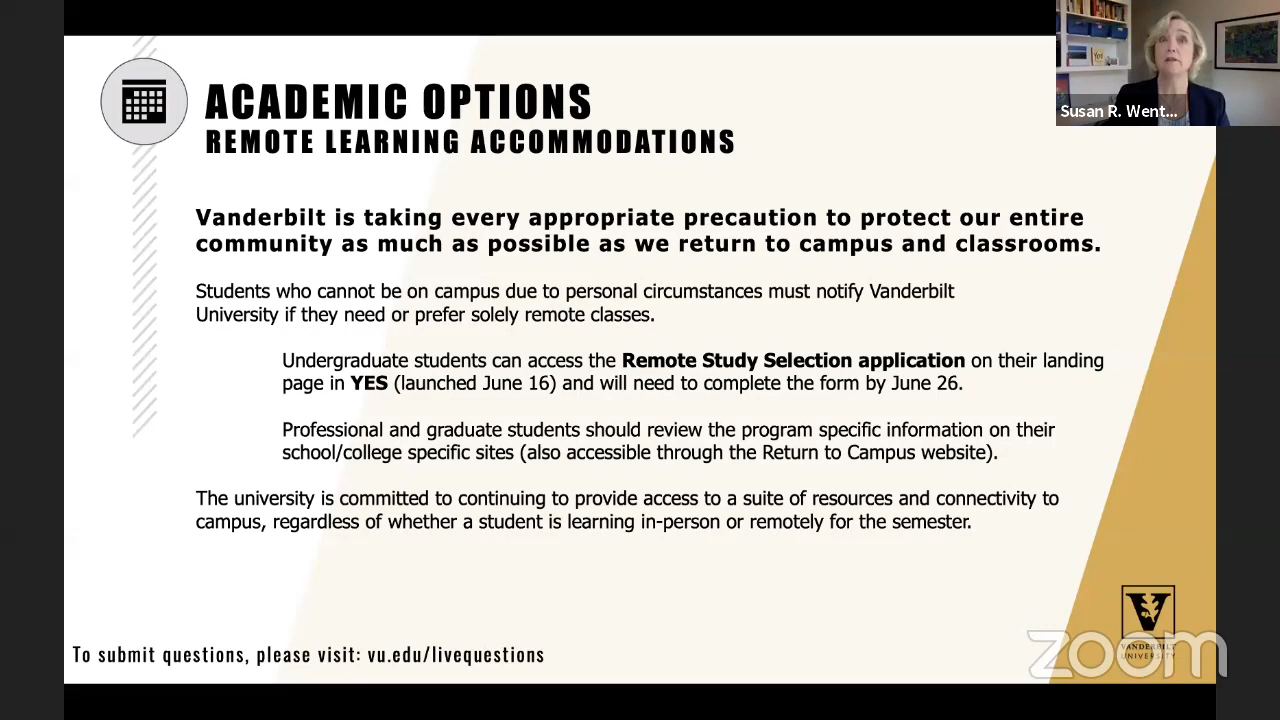 ACADEMIC OPTIONS
REMOTE LEARNING ACCOMMODATIONS
Susan R. Went...
Vanderbilt is taking every appropriate precaution to protect our entire
community as much as possible as we return to campus and classrooms.
Students who cannot be on campus due to personal circumstances must notify Vanderbilt
University if they need or prefer solely remote classes.
Undergraduate students can access the Remote Study Selection application on their landing
page in YES (launched June 16) and will need to complete the form by June 26.
Professional and graduate students should review the program specific information on their
school/college specific sites (also accessible through the Return to Campus website).
The university is committed to continuing to provide access to a suite of resources and connectivity to
campus, regardless of whether a student is learning in-person or remotely for the semester.
To submit questions, please visit: vu.edu/livequestions
V
VANDERBILT
UNIVERSITY
zoom